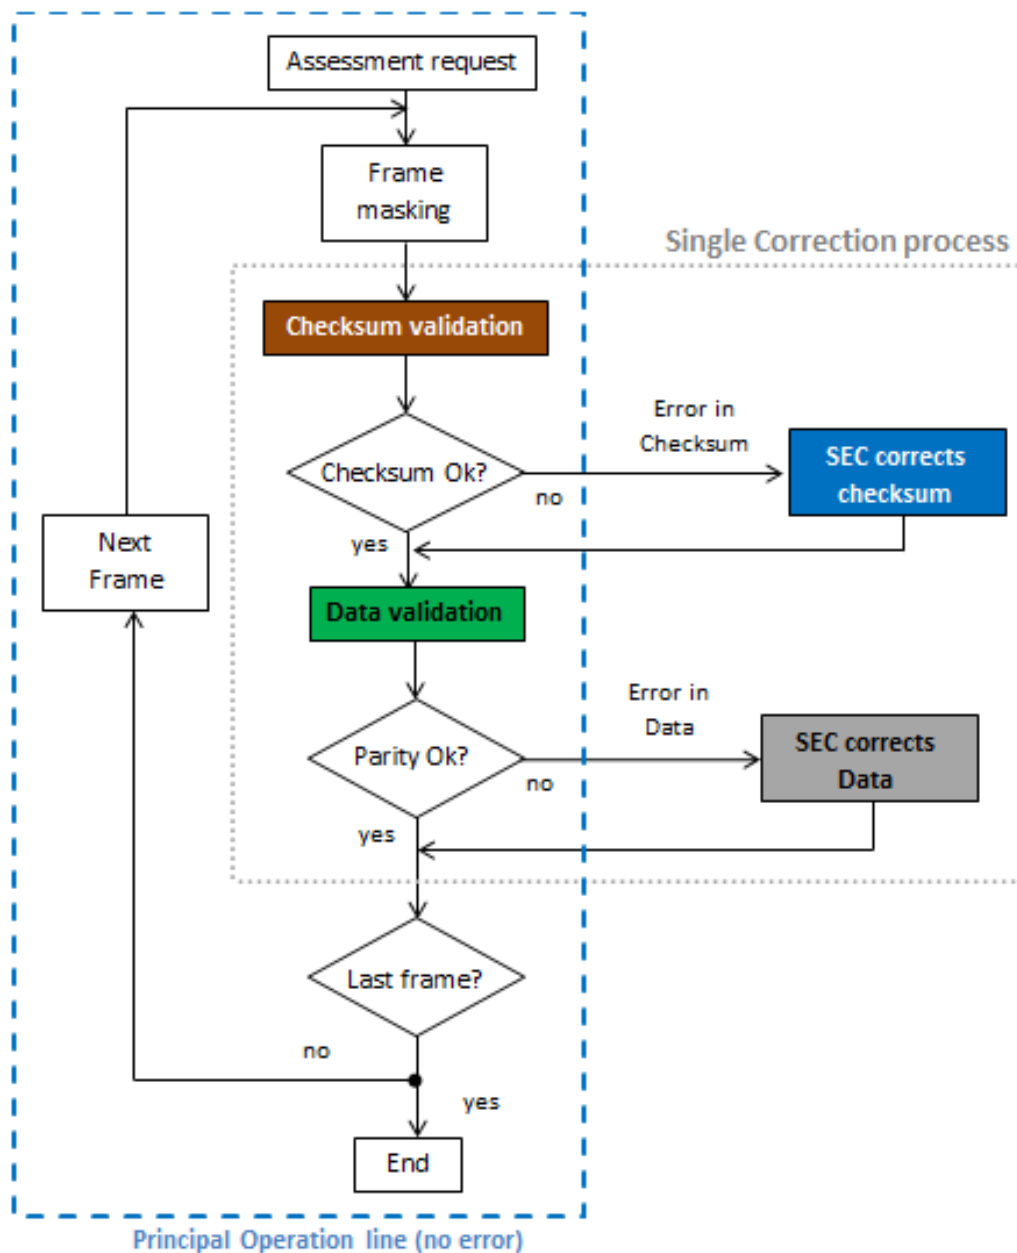 Assessment request
Frame
masking
Single Correction process
Checksum validation
Error in
Checksum
Checksum Ok?
no
SEC corrects
checksum
yes
Next
Frame
Data validation
Error in
Data
Parity Ok?
no
SEC corrects
Data
yes
Last frame?
no
yes
End
Principal Operation line (no error)